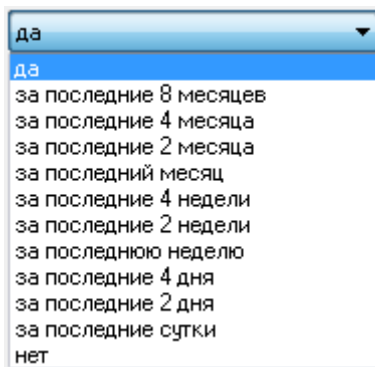 да
да
за последние 8 месяцев
за последние 4 месяца
за последние 2 месяца
за последний месяц
за последние 4 недели
за последние 2 недели
за последнюю неделю
за последние 4 дня
за последние 2 дня
за последние сутки
нет